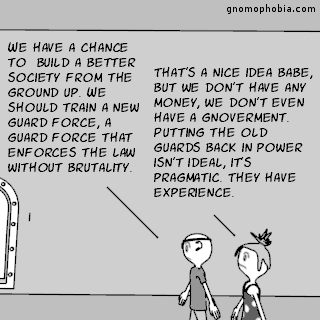 gnomophobia.com
WE HAVE A CHANCE
TO BUILD A BETTER
SOCIETY FROM THE
GROUND UP. WE
SHOULD TRAIN A NEW
GUARD FORCE, A
GUARD FORCE THAT
ENFORCES THE LAW
WITHOUT BRUTALITY.
THAT'S A NICE IDEA BABE,
BUT WE DON'T HAVE ANY
MONEY, WE DON'T EVEN
HAVE A GNOVERMENT.
PUTTING THE OLD
GUARDS BACK IN POWER
ISN'T IDEAL, IT'S
PRAGMATIC. THEY HAVE
EXPERIENCE.